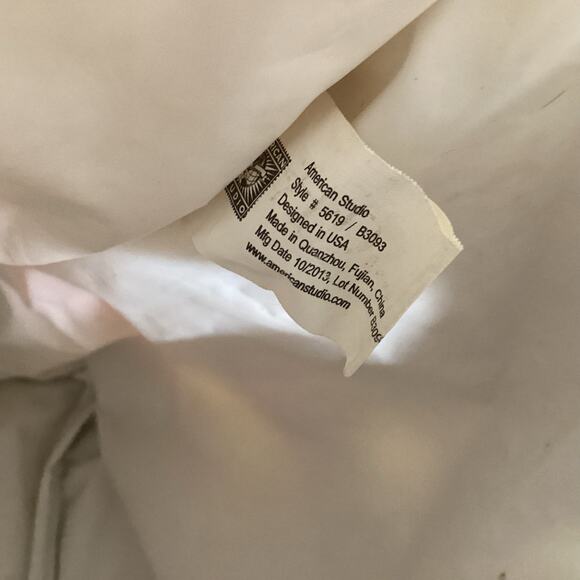 American Studio
Style # 5619 / B3093
Designed in USA
Made in Quanzhou, Fujian, China
Mfg Date 10/2013, Lot Number
www.americanstudio.com